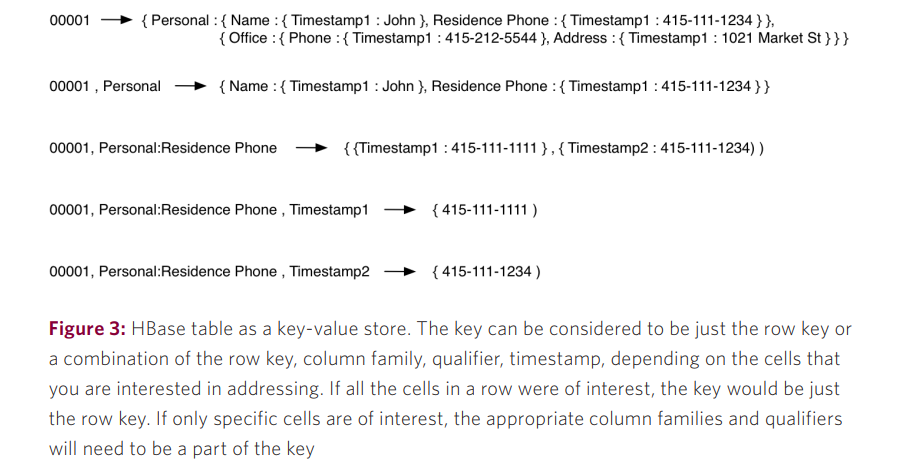 00001 → { Personal : { Name : { Timestamp1 : John }, Residence Phone : { Timestamp1 : 415-111-1234 } },
{ Office : { Phone : { Timestamp1 : 415-212-5544 }, Address : { Timestamp1 : 1021 Market St } } }
00001 , Personal → { Name : { Timestamp1 : John }, Residence Phone : { Timestamp1 : 415-111-1234 } }
00001, Personal:Residence Phone → { {Timestamp1 : 415-111-1111 } , { Timestamp2 : 415-111-1234) )
00001, Personal:Residence Phone , Timestamp1 → { 415-111-1111 )
00001, Personal:Residence Phone , Timestamp2 → { 415-111-1234 )
Figure 3: HBase table as a key-value store. The key can be considered to be just the row key or
a combination of the row key, column family, qualifier, timestamp, depending on the cells that
you are interested in addressing. If all the cells in a row were of interest, the key would be just
the row key. If only specific cells are of interest, the appropriate column families and qualifiers
will need to be a part of the key